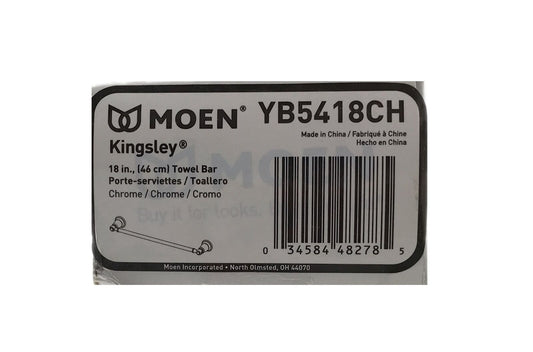 MOEN® YB5418CH
Made in China / Fabriqué à Chine
Hecho en China
Kingsley®
18 in., (46 cm) Towel Bar
Porte-serviettes / Toallero
Chrome / Chrome / Cromo
MOEN
Buy it for looks.
0 34584 48278 5
Moen Incorporated • North Olmsted, OH 44070